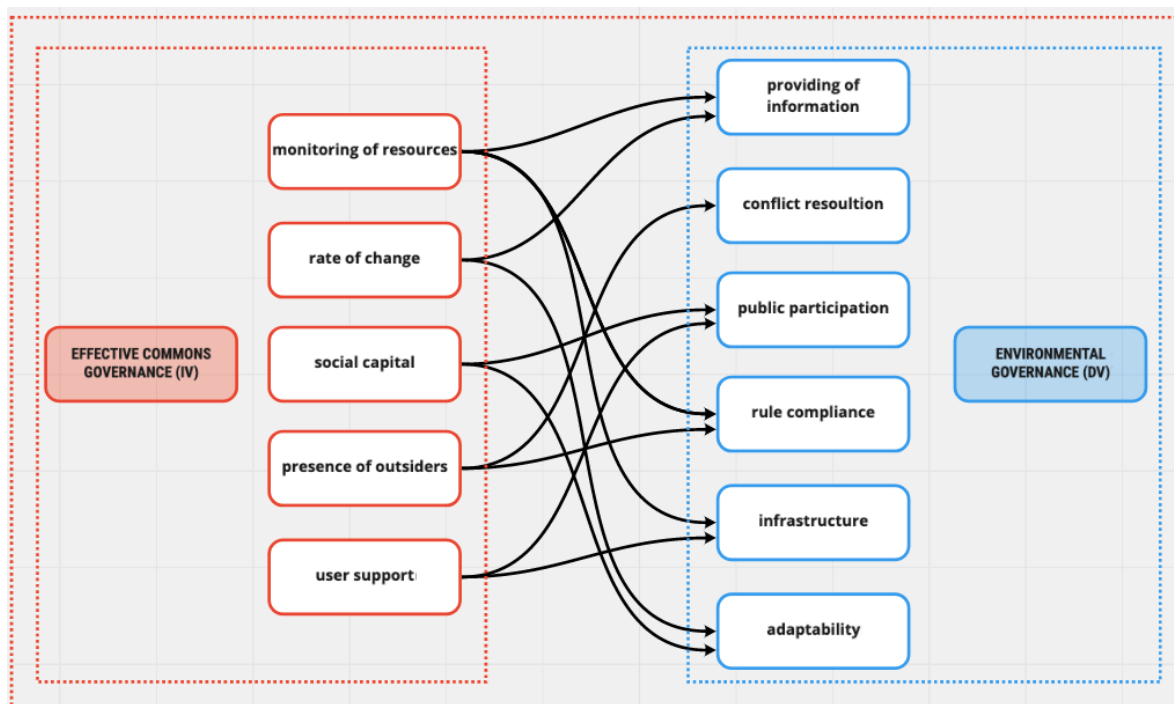 monitoring of resources
rate of change
social capital
presence of outsiders
user support
EFFECTIVE COMMONS
GOVERNANCE (IV)
providing of
information
conflict resoultion
public participation
rule compliance
infrastructure
adaptability
ENVIRONMENTAL
GOVERNANCE (DV)